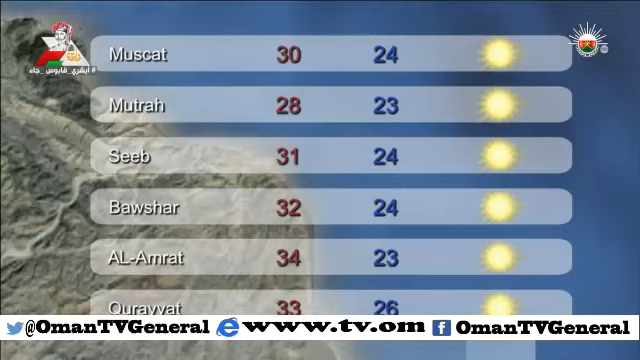 Muscat 30 24
Mutrah 28 23
Seeb 31 24
Bawshar 32 24
AL-Amrat 34 23
Qurayyat 33 26
#أبشري_قابوس_جاء
@OmanTVGeneral www.tv.om OmanTVGeneral